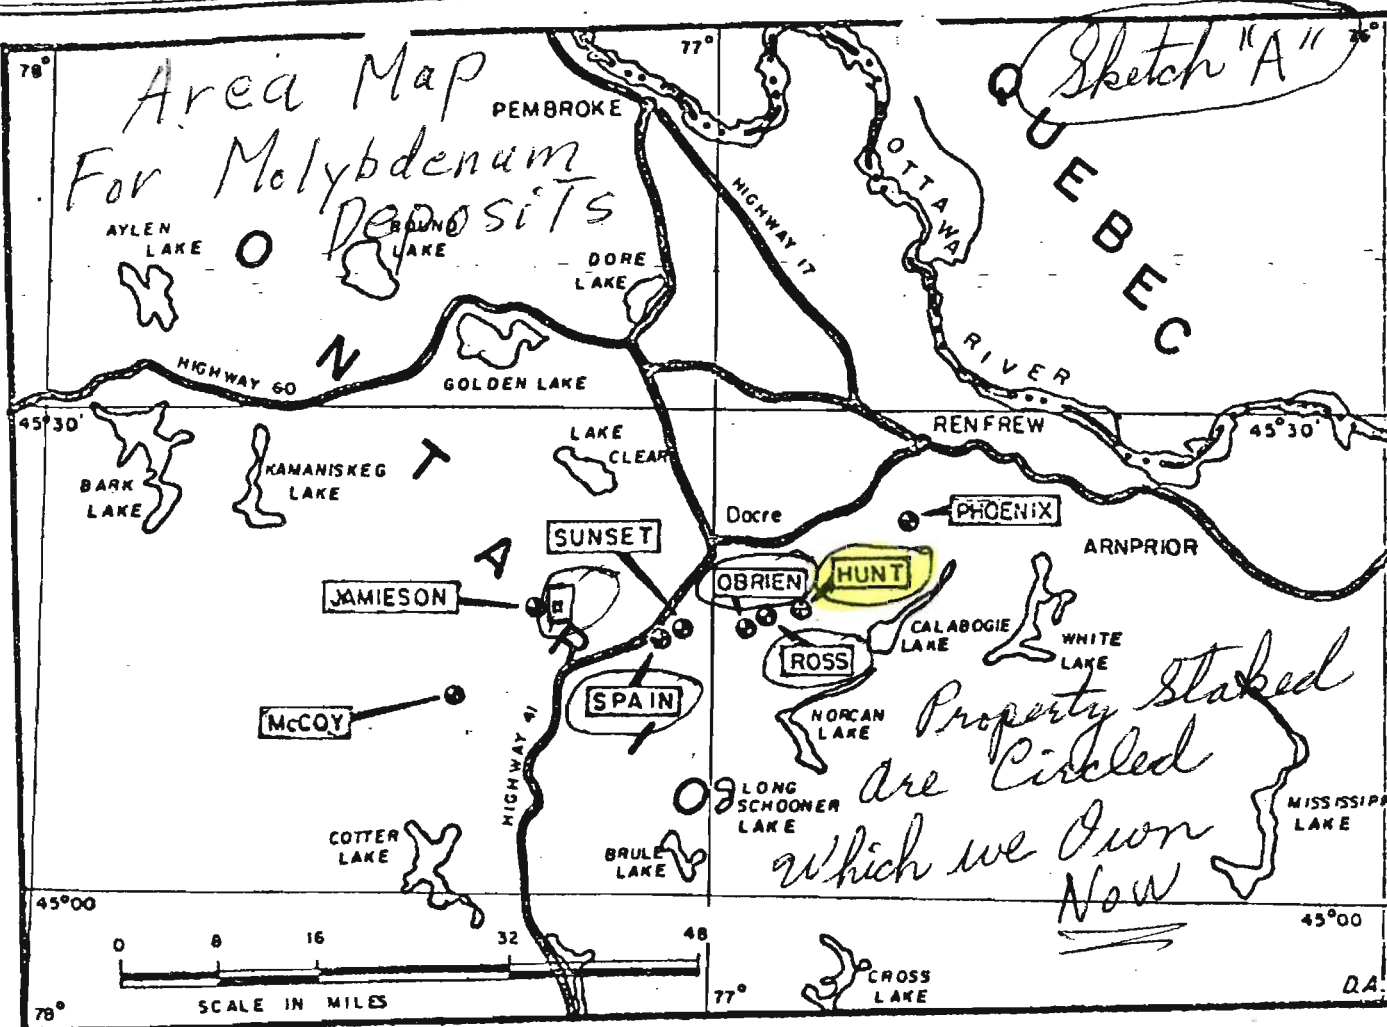 78°
77°
76°
Sketch "A"
Area Map
For Molybdenum
Deposits
PEMBROKE
QUEBEC
OTTAWA
RIVER
HIGHWAY 17
AYLEN
LAKE
ROUND
LAKE
DORE
LAKE
ONTARIO
HIGHWAY 60
GOLDEN LAKE
45°30'
RENFREW
45°30'
LAKE
CLEAR
BARK
LAKE
KAMANISKEG
LAKE
Dacre
PHOENIX
SUNSET
ARNPRIOR
OBRIEN
HUNT
JAMIESON
CALABOGIE
LAKE
WHITE
LAKE
ROSS
SPAIN
McCOY
NORCAN
LAKE
Property Staked
are Circled
Which we Own
Now
HIGHWAY 41
LONG
SCHOONER
LAKE
MISSISSIPP
LAKE
COTTER
LAKE
BRULE
LAKE
45°00
45°00
0 8 16 32 48
SCALE IN MILES
CROSS
LAKE
78°
77°
D.A.